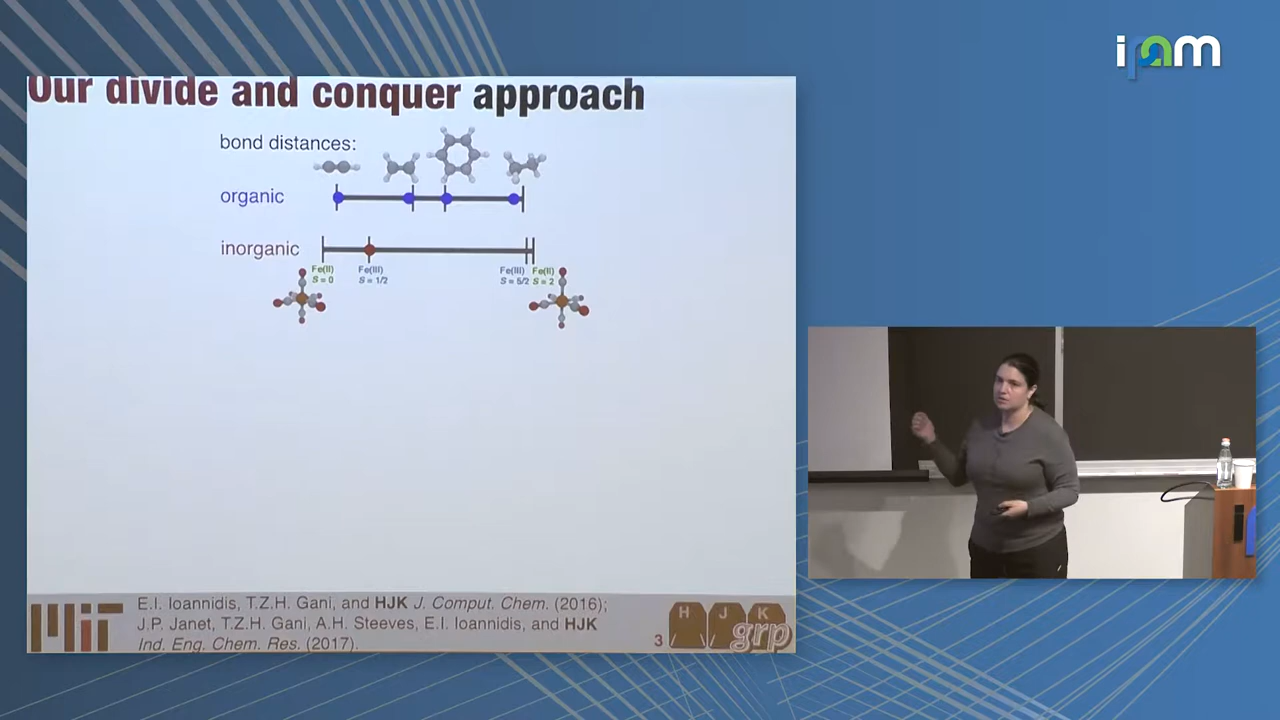 ipam
Our divide and conquer approach
bond distances:
organic
inorganic
Fe(II)
S = 0
Fe(III)
S = 1/2
Fe(III)
S = 5/2
Fe(II)
S = 2
MIT
E.I. Ioannidis, T.Z.H. Gani, and HJK J. Comput. Chem. (2016);
J.P. Janet, T.Z.H. Gani, A.H. Steeves, E.I. Ioannidis, and HJK
Ind. Eng. Chem. Res. (2017).
3
H J K
grp